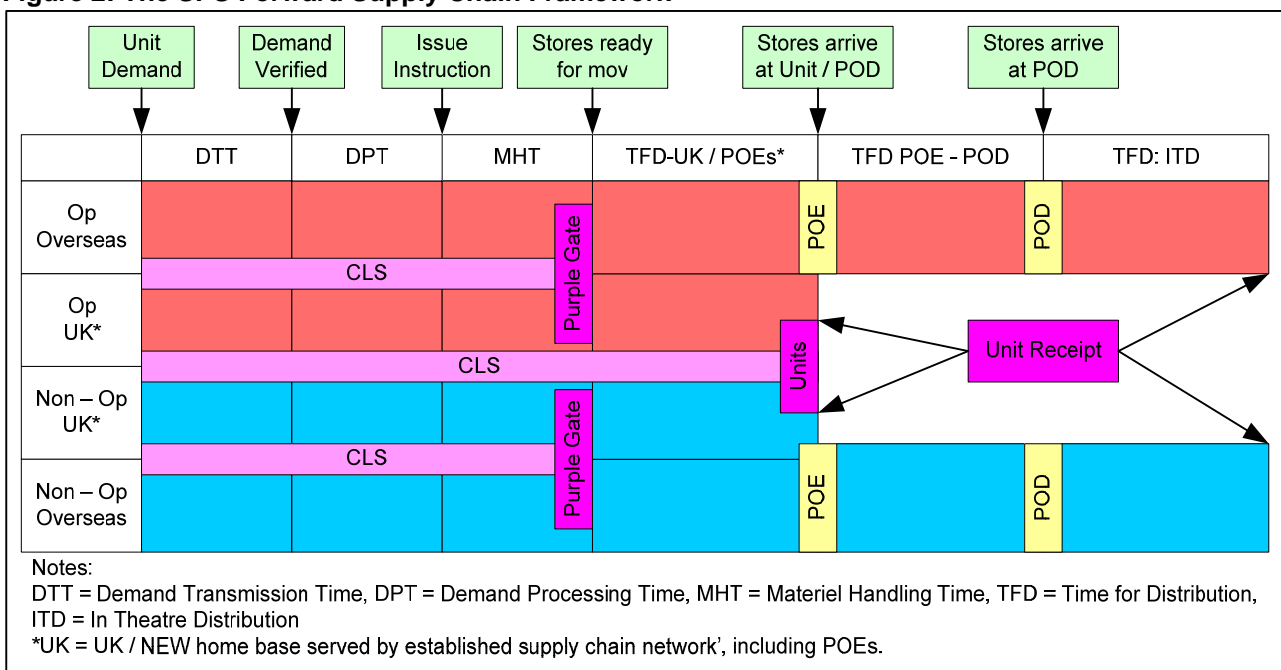 Figure 2. The Forward Supply Chain Framework
Unit
Demand
Demand
Verified
Issue
Instruction
Stores ready
for mov
Stores arrive
at Unit / POD
Stores arrive
at POD
DTT
DPT
MHT
TFD-UK / POEs*
TFD POE - POD
TFD: ITD
Op
Overseas
CLS
Purple Gate
POE
POD
Op
UK*
CLS
Units
Unit Receipt
Non – Op
UK*
CLS
Purple Gate
Non – Op
Overseas
POE
POD
Notes:
DTT = Demand Transmission Time, DPT = Demand Processing Time, MHT = Materiel Handling Time, TFD = Time for Distribution,
ITD = In Theatre Distribution
*UK = UK / NEW home base served by established supply chain network’, including POEs.